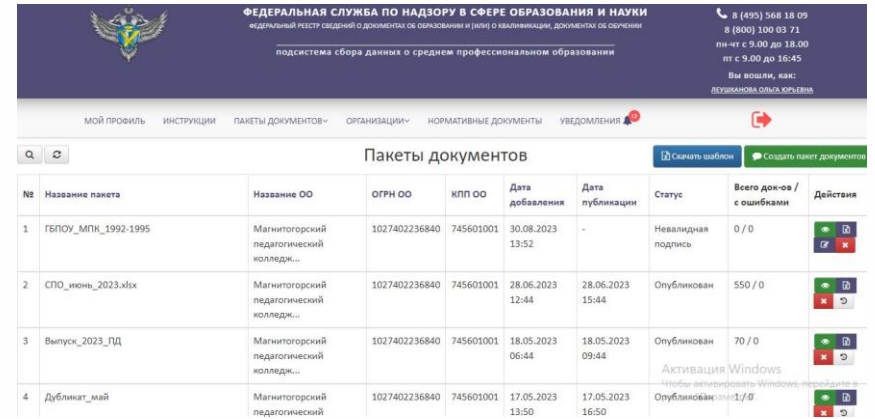 ФЕДЕРАЛЬНАЯ СЛУЖБА ПО НАДЗОРУ В СФЕРЕ ОБРАЗОВАНИЯ И НАУКИ
ФЕДЕРАЛЬНЫЙ РЕЕСТР СВЕДЕНИЙ О ДОКУМЕНТАХ ОБ ОБРАЗОВАНИИ И (ИЛИ) О КВАЛИФИКАЦИИ, ДОКУМЕНТАХ ОБ ОБУЧЕНИИ
подсистема сбора данных о среднем профессиональном образовании
8 (495) 568 18 09
8 (800) 100 03 71
пн-чт с 9.00 до 18.00
пт с 9.00 до 16:45
Вы вошли, как:
ЛЕУШКАНОВА ОЛЬГА ЮРЬЕВНА
МОЙ ПРОФИЛЬ ИНСТРУКЦИИ ПАКЕТЫ ДОКУМЕНТОВ ОРГАНИЗАЦИИ НОРМАТИВНЫЕ ДОКУМЕНТЫ УВЕДОМЛЕНИЯ
Пакеты документов
Скачать шаблон Создать пакет документов
№ Название пакета Название ОО ОГРН ОО КПП ОО Дата добавления Дата публикации Статус Всего док-ов / с ошибками Действия
1 ГБПОУ_МПК_1992-1995 Магнитогорский педагогический колледж... 1027402236840 745601001 30.08.2023 13:52 - Невалидная подпись 0 / 0
2 СПО_июнь_2023.xlsx Магнитогорский педагогический колледж... 1027402236840 745601001 28.06.2023 12:44 28.06.2023 15:44 Опубликован 550 / 0
3 Выпуск_2023_ПД Магнитогорский педагогический колледж... 1027402236840 745601001 18.05.2023 06:44 18.05.2023 09:44 Опубликован 70 / 0
Активация Windows
Чтобы активировать Windows, перейдите в
4 Дубликат_май Магнитогорский педагогический 1027402236840 745601001 17.05.2023 13:50 17.05.2023 16:50 Опубликован 1 / 0